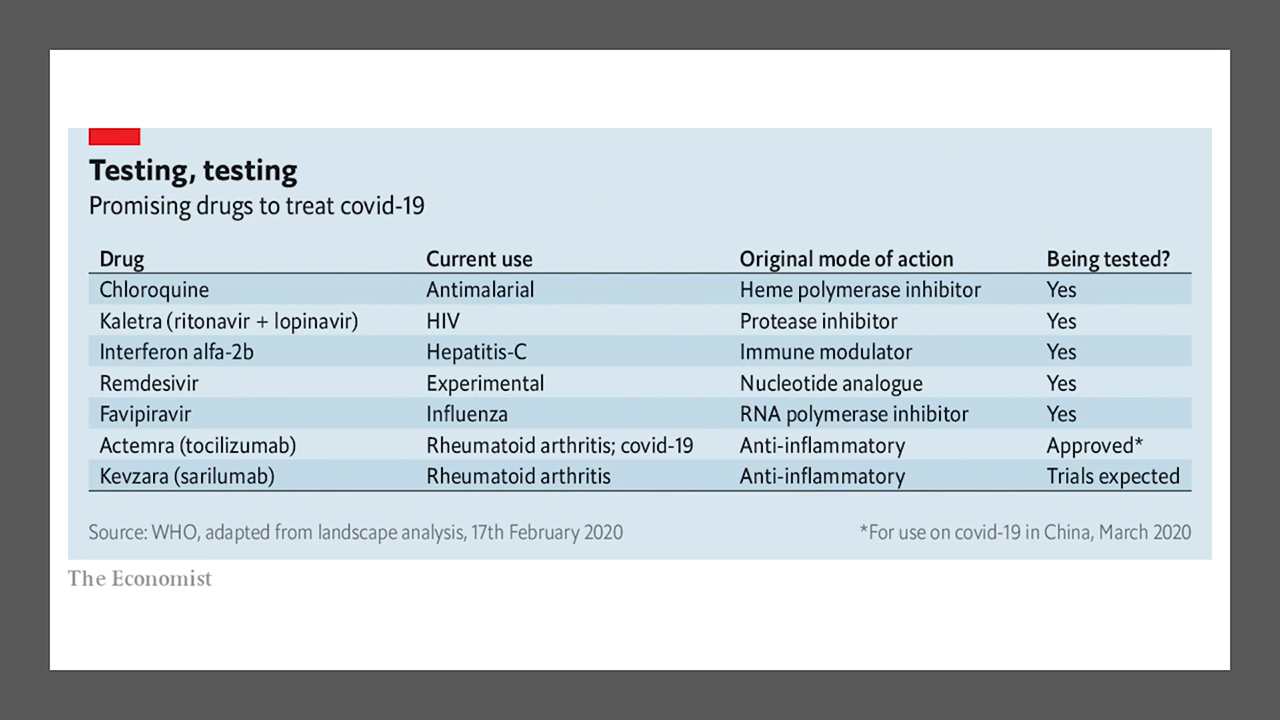 Testing, testing
Promising drugs to treat covid-19
Drug Current use Original mode of action Being tested?
Chloroquine Antimalarial Heme polymerase inhibitor Yes
Kaletra (ritonavir + lopinavir) HIV Protease inhibitor Yes
Interferon alfa-2b Hepatitis-C Immune modulator Yes
Remdesivir Experimental Nucleotide analogue Yes
Favipiravir Influenza RNA polymerase inhibitor Yes
Actemra (tocilizumab) Rheumatoid arthritis; covid-19 Anti-inflammatory Approved*
Kevzara (sarilumab) Rheumatoid arthritis Anti-inflammatory Trials expected
Source: WHO, adapted from landscape analysis, 17th February 2020 *For use on covid-19 in China, March 2020
The Economist